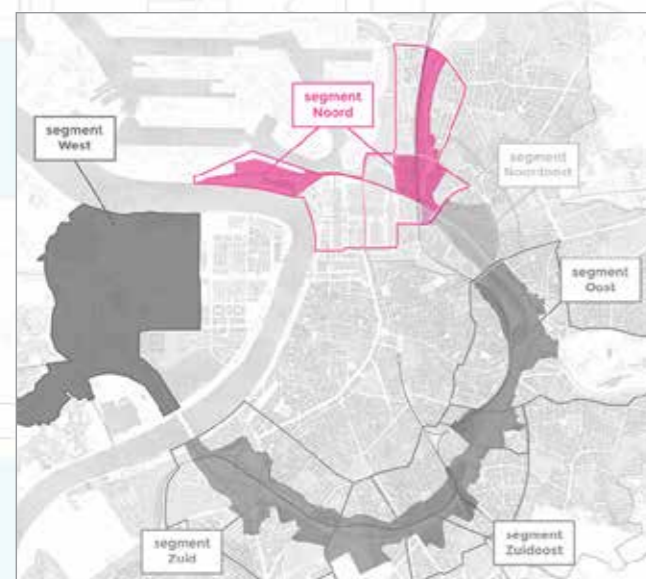 segment
Noord
segment
West
segment
Noordoost
segment
Oost
segment
Zuid
segment
Zuidoost